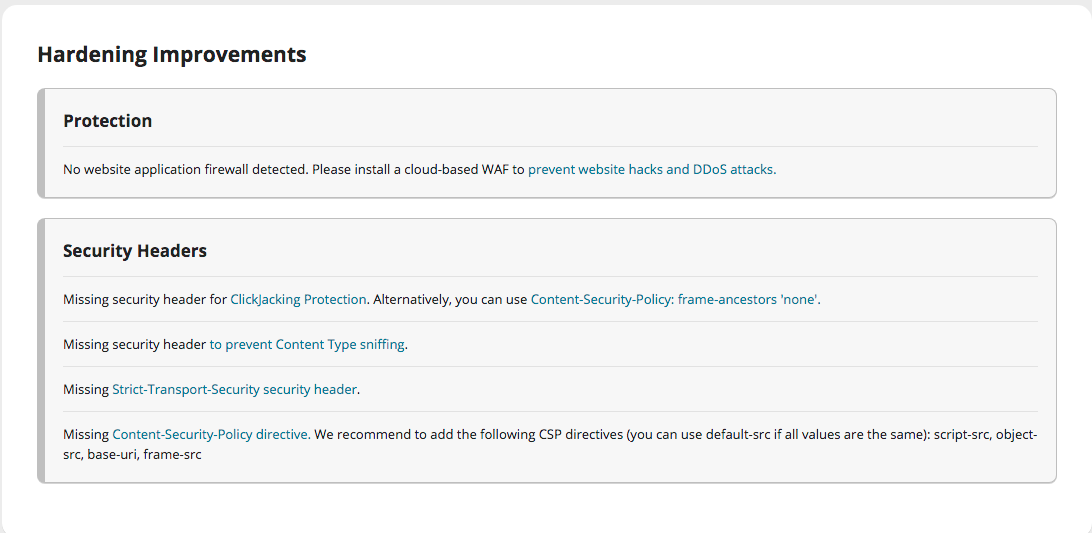 Hardening Improvements
Protection
No website application firewall detected. Please install a cloud-based WAF to prevent website hacks and DDoS attacks.
Security Headers
Missing security header for ClickJacking Protection. Alternatively, you can use Content-Security-Policy: frame-ancestors 'none'.
Missing security header to prevent Content Type sniffing.
Missing Strict-Transport-Security security header.
Missing Content-Security-Policy directive. We recommend to add the following CSP directives (you can use default-src if all values are the same): script-src, object-
src, base-uri, frame-src